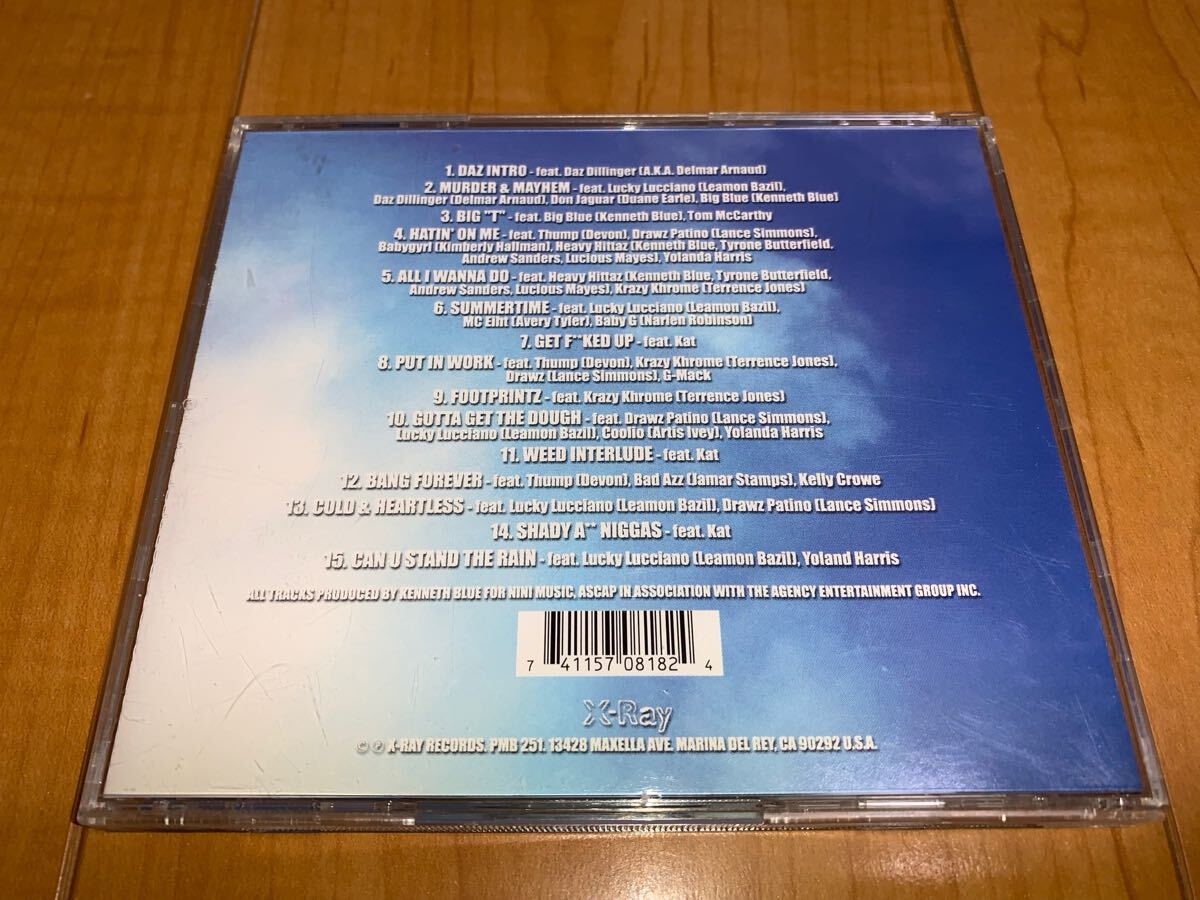 1. DAZ INTRO - feat. Daz Dillinger (A.K.A. Delmar Arnaud)
2. MURDER & MAYHEM - feat. Lucky Lucciano (Leamon Bazil),
Daz Dillinger (Delmar Arnaud), Don Jaguar (Duane Earle), Big Blue (Kenneth Blue)
3. BIG "T" - feat. Big Blue (Kenneth Blue), Tom McCarthy
4. HATIN' ON ME - feat. Thump (Devon), Drawz Patino (Lance Simmons),
Babygyrl (Kimberly Hallman), Heavy Hittaz (Kenneth Blue, Tyrone Butterfield,
Andrew Sanders, Lucious Mayes), Yolanda Harris
5. ALL I WANNA DO - feat. Heavy Hittaz (Kenneth Blue, Tyrone Butterfield,
Andrew Sanders, Lucious Mayes), Krazy Khrome (Terrence Jones)
6. SUMMERTIME - feat. Lucky Lucciano (Leamon Bazil),
MC Eiht (Avery Tyler), Baby G (Narlen Robinson)
7. GET F**KED UP - feat. Kat
8. PUT IN WORK - feat. Thump (Devon), Krazy Khrome (Terrence Jones),
Drawz (Lance Simmons), G-Mack
9. FOOTPRINTZ - feat. Krazy Khrome (Terrence Jones)
10. GOTTA GET THE DOUGH - feat. Drawz Patino (Lance Simmons),
Lucky Lucciano (Leamon Bazil), Coolio (Artis Ivey), Yolanda Harris
11. WEED INTERLUDE - feat. Kat
12. BANG FOREVER - feat. Thump (Devon), Bad Azz (Jamar Stamps), Kelly Crowe
13. COLD & HEARTLESS - feat. Lucky Lucciano (Leamon Bazil), Drawz Patino (Lance Simmons)
14. SHADY A** NIGGAS - feat. Kat
15. CAN U STAND THE RAIN - feat. Lucky Lucciano (Leamon Bazil), Yoland Harris
ALL TRACKS PRODUCED BY KENNETH BLUE FOR NINI MUSIC, ASCAP IN ASSOCIATION WITH THE AGENCY ENTERTAINMENT GROUP INC.
7 41157 08182 4
X-Ray
© ℗ X-RAY RECORDS. PMB 251. 13428 MAXELLA AVE. MARINA DEL REY, CA 90292 U.S.A.